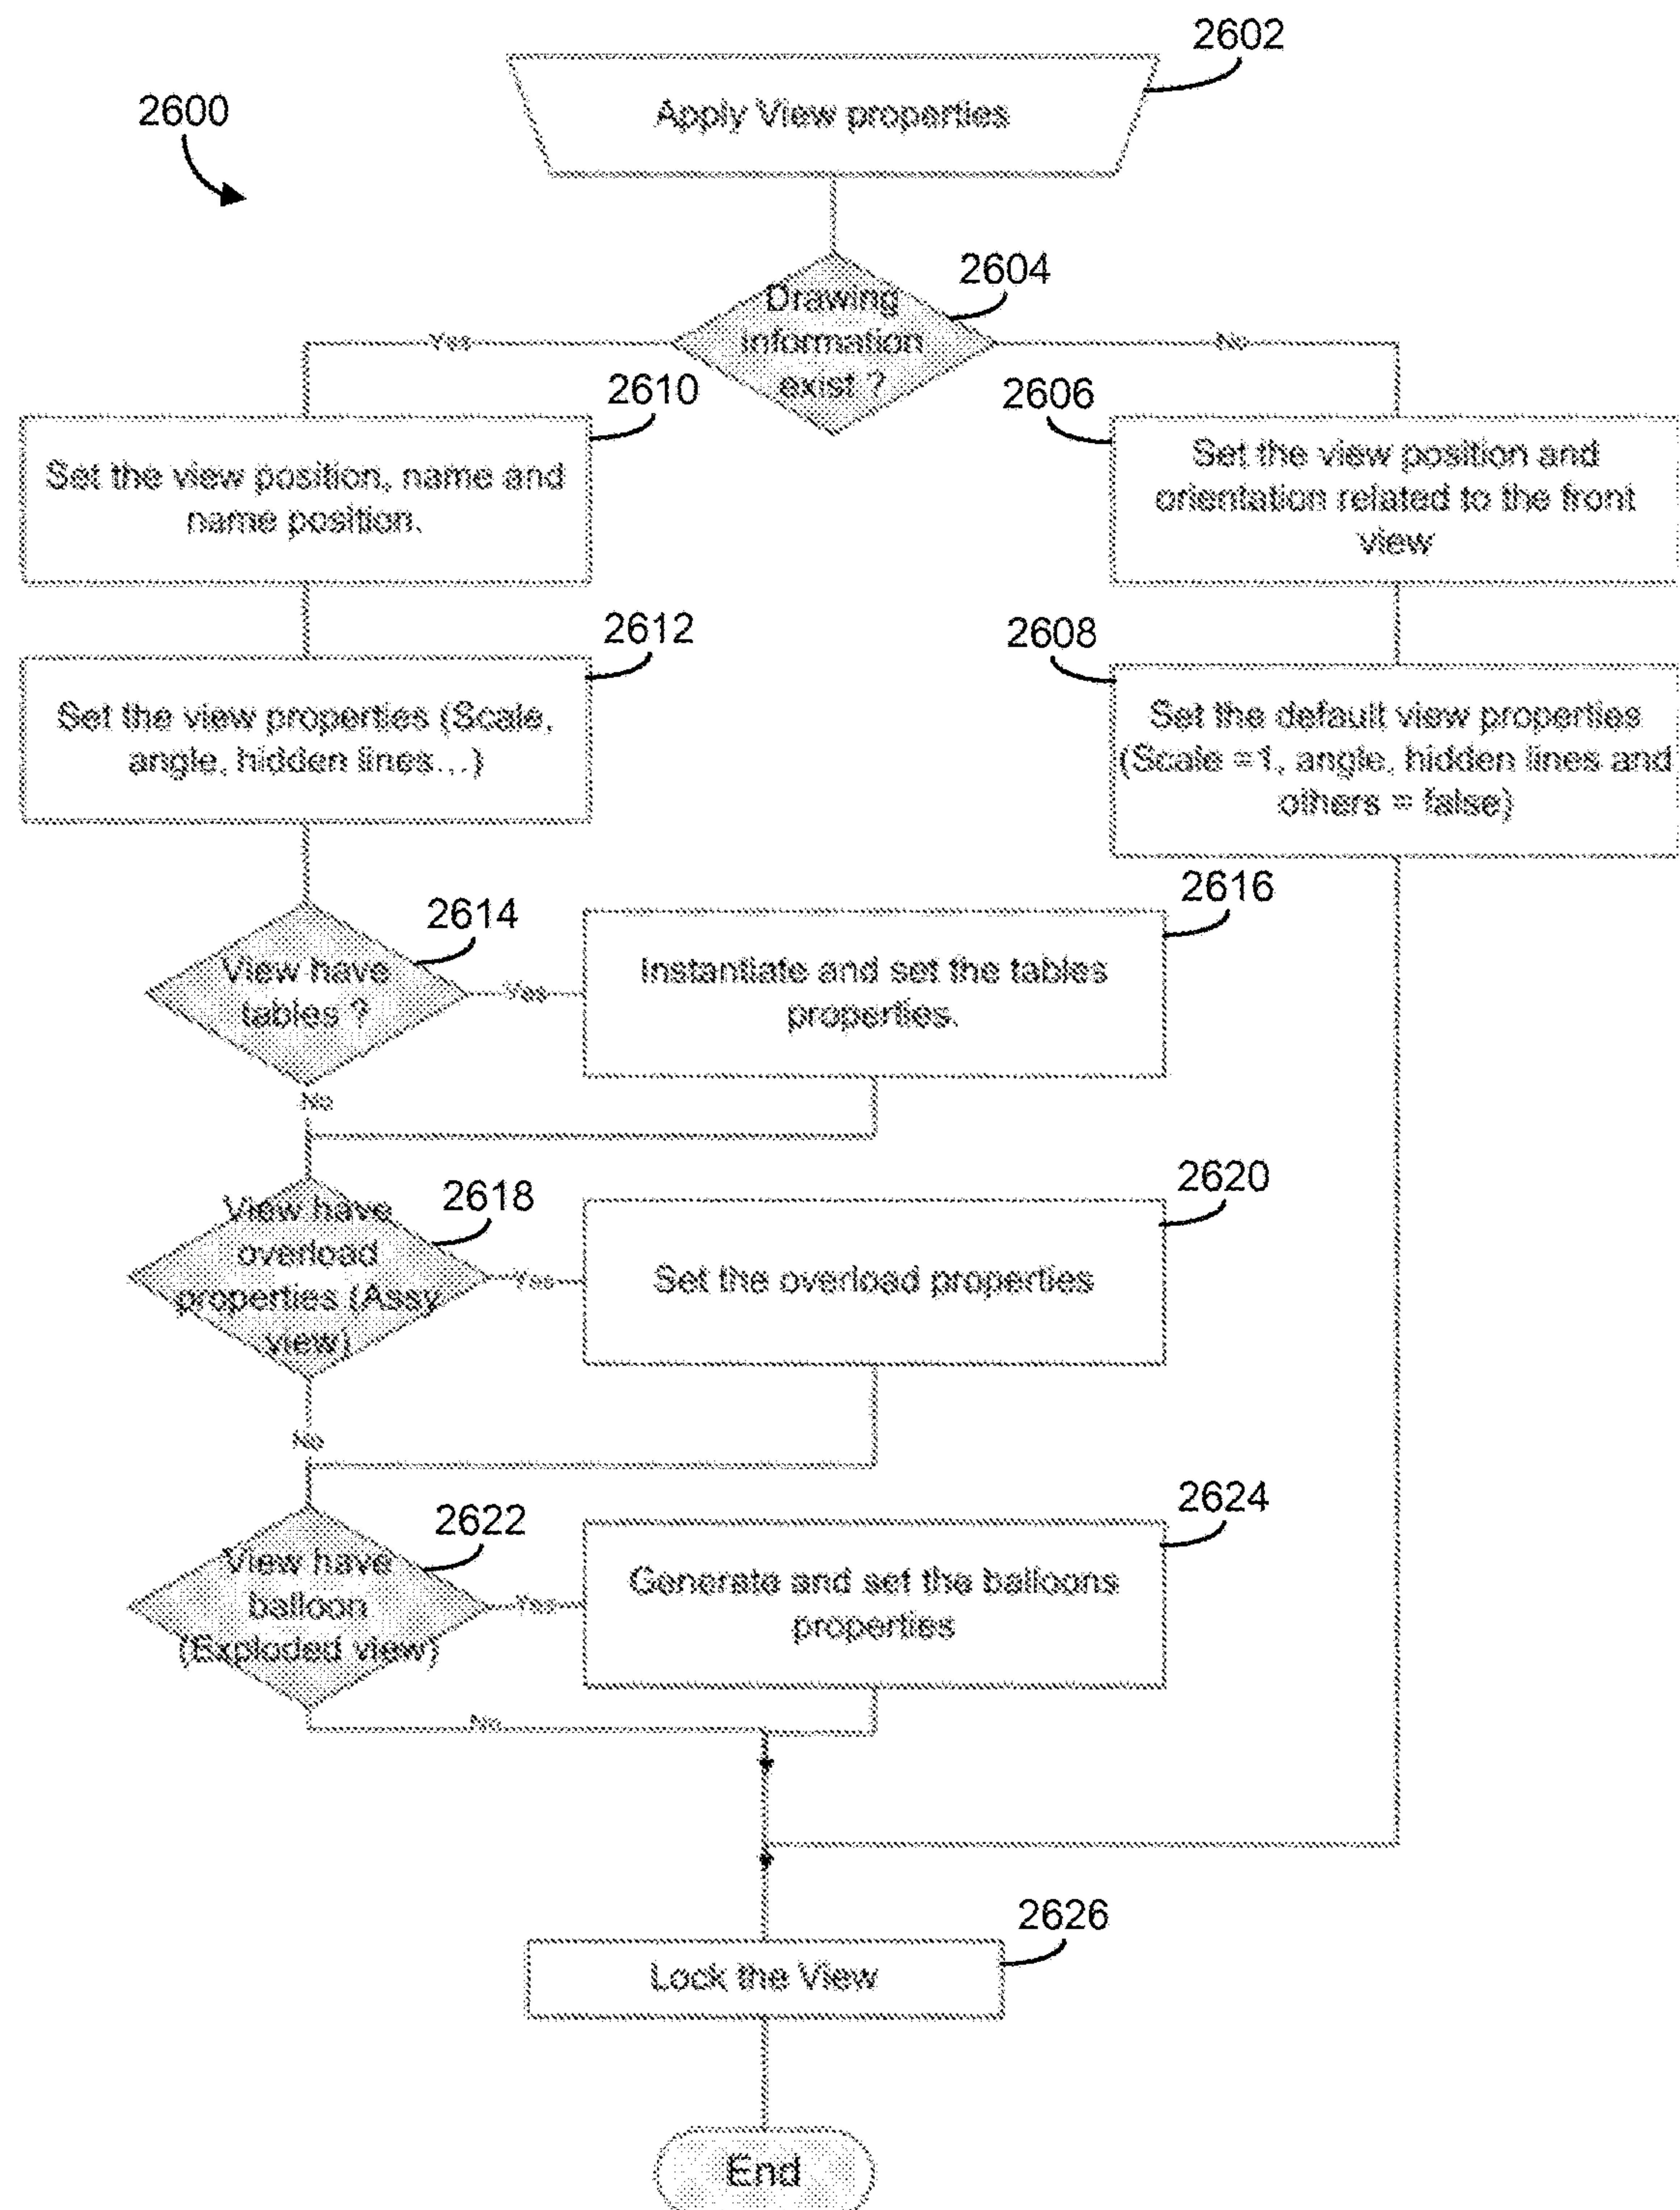 2602
2600
Apply View properties
2604
Drawing
information
exist ?
Yes
No
2610
2606
Set the view position, name and
name position.
Set the view position and
orientation related to the front
view
2612
2608
Set the view properties (Scale,
angle, hidden lines...)
Set the default view properties
(Scale =1, angle, hidden lines and
others = false)
2614
2616
View have
tables ?
Yes
Instantiate and set the tables
properties.
No
2618
2620
View have
overload
properties (Assy
view)
Yes
Set the overload properties
No
2622
2624
View have
balloon
(Exploded view)
Yes
Generate and set the balloons
properties
No
2626
Lock the View
End